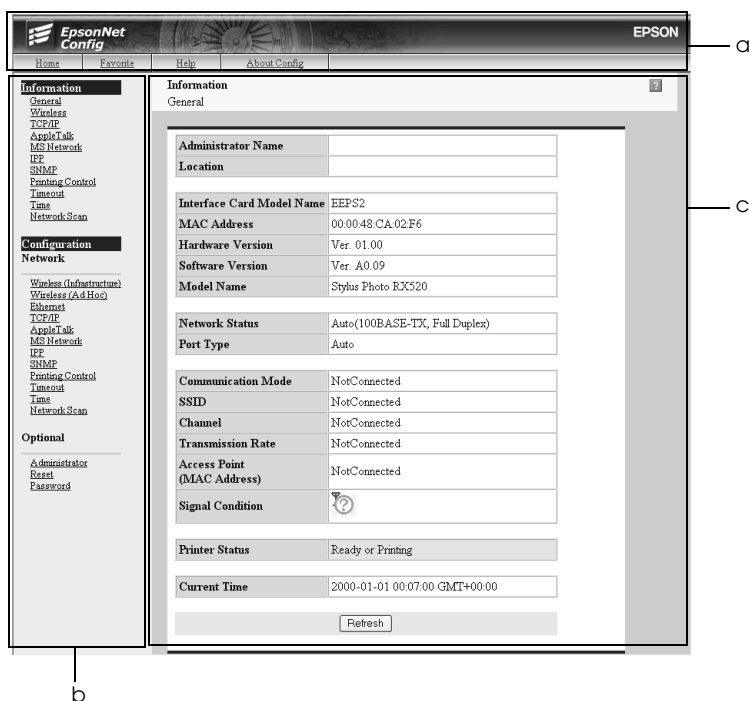 EpsonNet
Config
EPSON
a
Home Favorite Help About Config
Information
General
Wireless
TCP/IP
AppleTalk
MS Network
IPP
SNMP
Printing Control
Timeout
Time
Network Scan
Configuration
Network
Wireless (Infrastructure)
Wireless (Ad Hoc)
Ethernet
TCP/IP
AppleTalk
MS Network
IPP
SNMP
Printing Control
Timeout
Time
Network Scan
Optional
Administrator
Reset
Password
b
Information
?
General
Administrator Name
Location
Interface Card Model Name EEPS2
MAC Address 00:00:48:CA:02:F6
Hardware Version Ver. 01.00
Software Version Ver. A0.09
Model Name Stylus Photo RX520
Network Status Auto(100BASE-TX, Full Duplex)
Port Type Auto
Communication Mode NotConnected
SSID NotConnected
Channel NotConnected
Transmission Rate NotConnected
Access Point
(MAC Address) NotConnected
Signal Condition ?
Printer Status Ready or Printing
Current Time 2000-01-01 00:07:00 GMT+00:00
Refresh
c